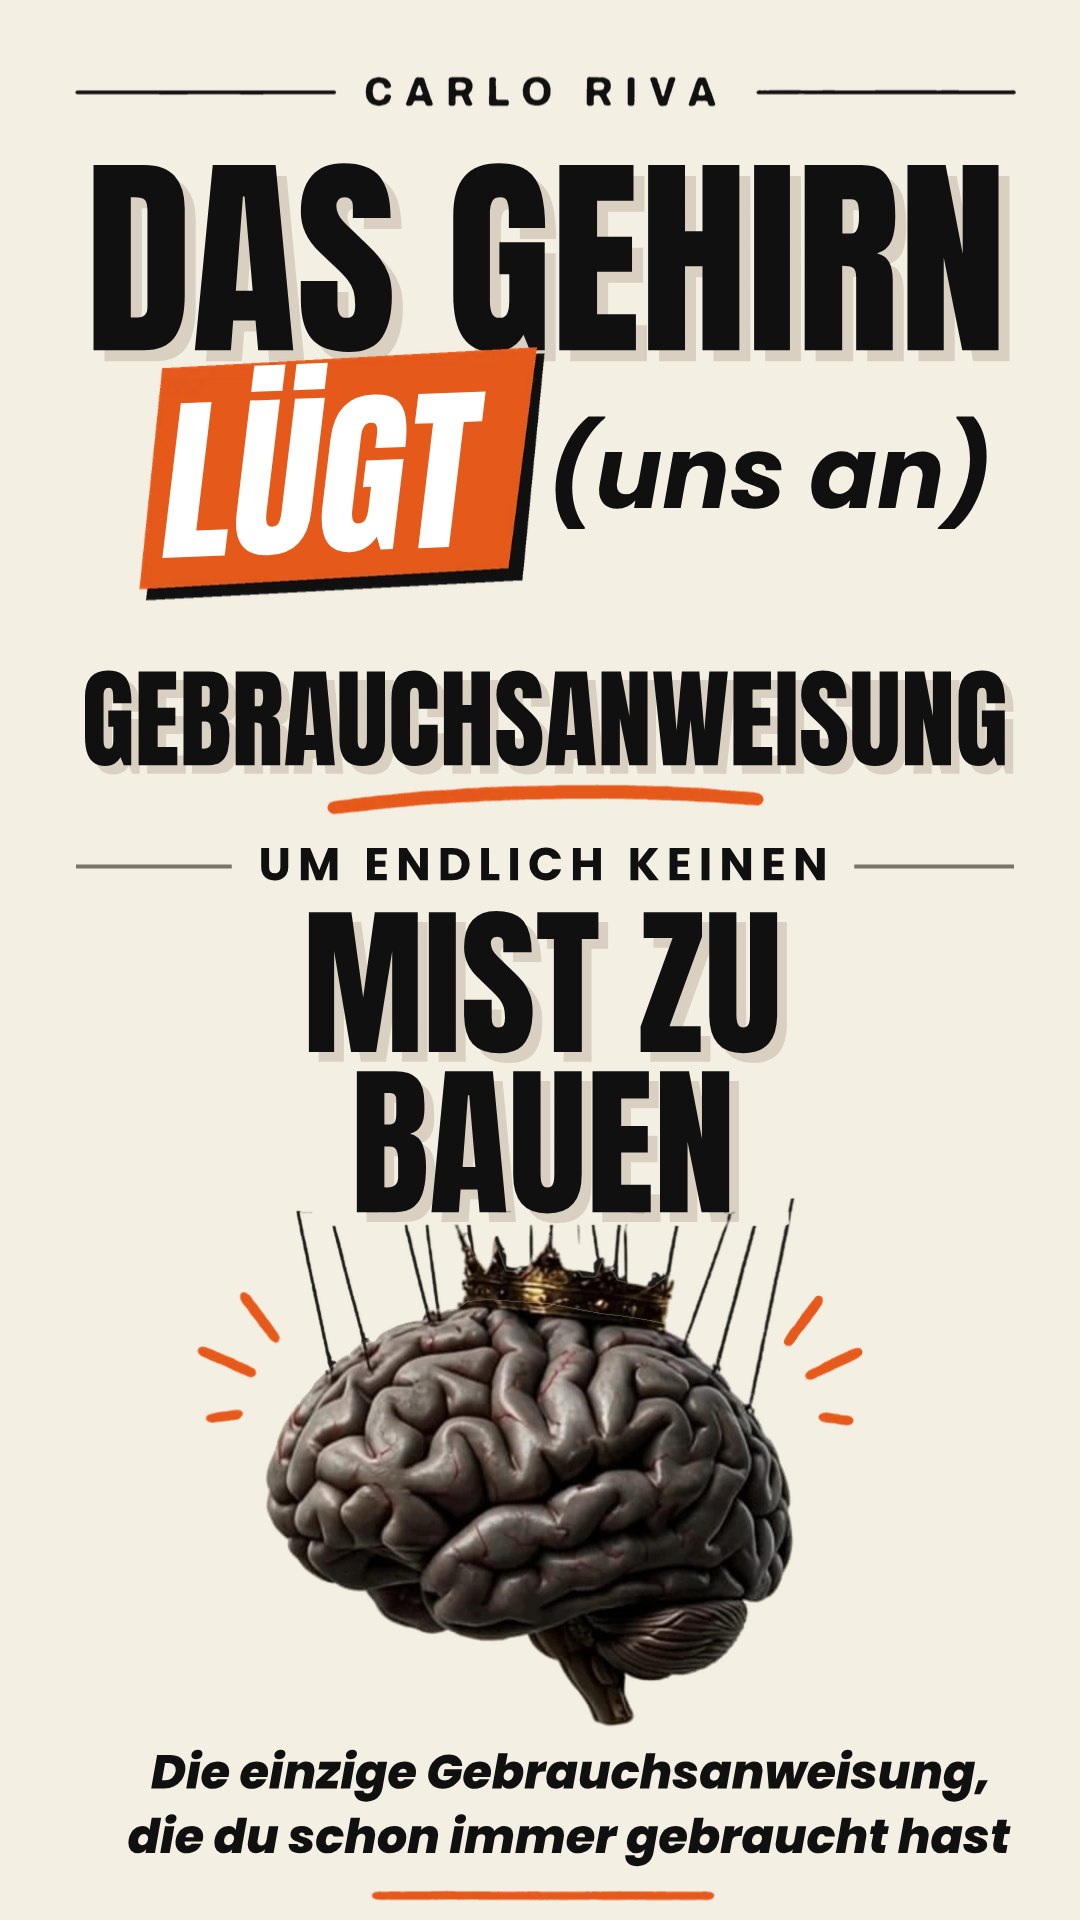 CARLO RIVA
DAS GEHIRN
LÜGT (uns an)
GEBRAUCHSANWEISUNG
UM ENDLICH KEINEN
MIST ZU
BAUEN
Die einzige Gebrauchsanweisung,
die du schon immer gebraucht hast